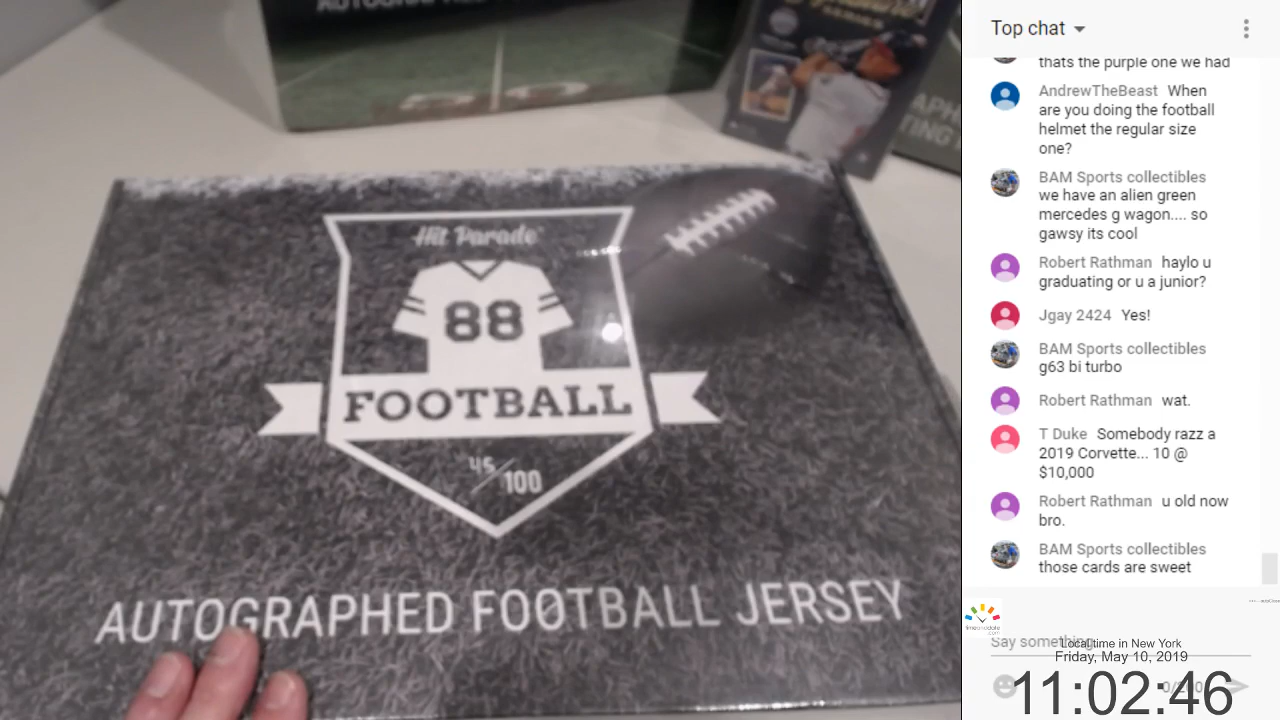 Hit Parade
88
FOOTBALL
45/100
AUTOGRAPHED FOOTBALL JERSEY
Top chat
thats the purple one we had
AndrewTheBeast When
are you doing the football
helmet the regular size
one?
BAM Sports collectibles
we have an alien green
mercedes g wagon.... so
gawsy its cool
Robert Rathman haylo u
graduating or u a junior?
Jgay 2424 Yes!
BAM Sports collectibles
g63 bi turbo
Robert Rathman wat.
T Duke Somebody razz a
2019 Corvette... 10 @
$10,000
Robert Rathman u old now
bro.
BAM Sports collectibles
those cards are sweet
Say something...
Local time in New York
Friday, May 10, 2019
11:02:46